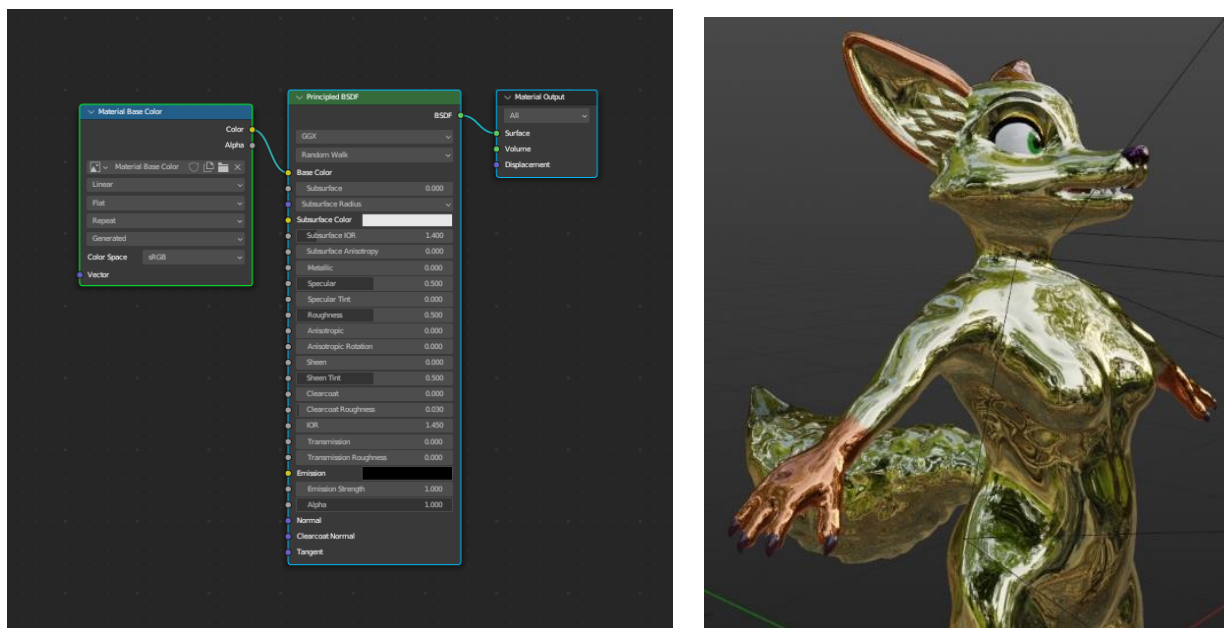 Material Base Color
Color
Alpha
Material Base Color
Linear
Flat
Repeat
Generated
Color Space sRGB
Vector
Principled BSDF
BSDF
GGX
Random Walk
Base Color
Subsurface 0.000
Subsurface Radius
Subsurface Color
Subsurface IOR 1.400
Subsurface Anisotropy 0.000
Metallic 0.000
Specular 0.500
Specular Tint 0.000
Roughness 0.500
Anisotropic 0.000
Anisotropic Rotation 0.000
Sheen 0.000
Sheen Tint 0.500
Clearcoat 0.000
Clearcoat Roughness 0.030
IOR 1.450
Transmission 0.000
Transmission Roughness 0.000
Emission
Emission Strength 1.000
Alpha 1.000
Normal
Clearcoat Normal
Tangent
Material Output
All
Surface
Volume
Displacement